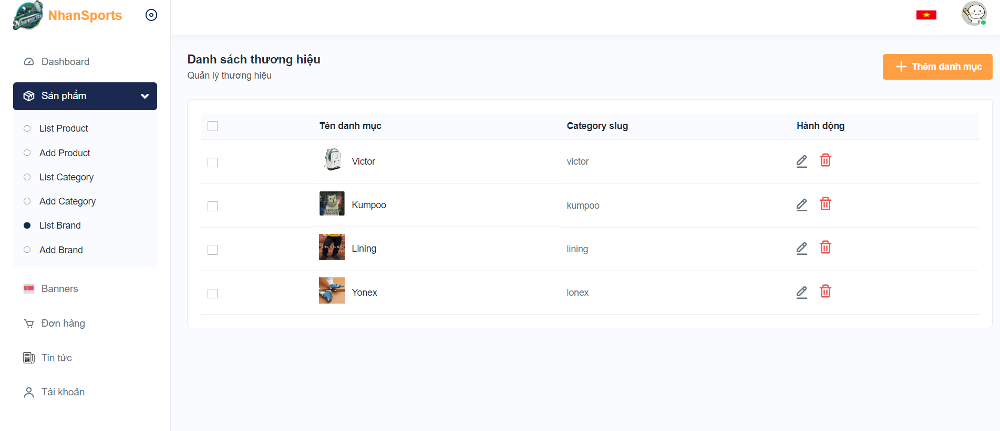 NhanSports
Dashboard
Sản phẩm
List Product
Add Product
List Category
Add Category
List Brand
Add Brand
Banners
Đơn hàng
Tin tức
Tài khoản
Danh sách thương hiệu
Quản lý thương hiệu
Thêm danh mục
Tên danh mục Category slug Hành động
Victor victor
Kumpoo kumpoo
Lining lining
Yonex lonex